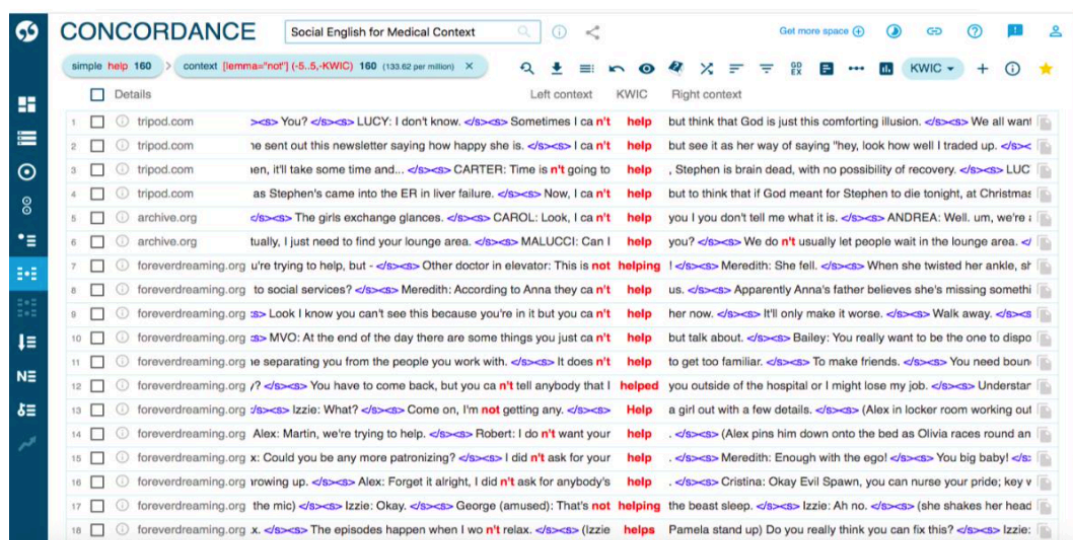 CONCORDANCE Social English for Medical Context Get more space
simple help 160 > context [lemma="not"] (-5..5,-KWIC) 160 (133.62 per million) X KWIC
Details Left context KWIC Right context
1 tripod.com ><s> You? </s><s> LUCY: I don't know. </s><s> Sometimes I ca n't help but think that God is just this comforting illusion. </s><s> We all want
2 tripod.com sent out this newsletter saying how happy she is. </s><s> I ca n't help but see it as her way of saying "hey, look how well I traded up. </s><
3 tripod.com it'll take some time and... </s><s> CARTER: Time is n't going to help , Stephen is brain dead, with no possibility of recovery. </s><s> LUC
4 tripod.com as Stephen's came into the ER in liver failure. </s><s> Now, I ca n't help but to think that if God meant for Stephen to die tonight, at Christmas
5 archive.org </s><s> The girls exchange glances. </s><s> CAROL: Look, I ca n't help you I you don't tell me what it is. </s><s> ANDREA: Well. um, we're
6 archive.org tually, I just need to find your lounge area. </s><s> MALUCCI: Can I help you? </s><s> We do n't usually let people wait in the lounge area. </
7 foreverdreaming.org u're trying to help, but - </s><s> Other doctor in elevator: This is not helping ! </s><s> Meredith: She fell. </s><s> When she twisted her ankle, sh
8 foreverdreaming.org to social services? </s><s> Meredith: According to Anna they ca n't help us. </s><s> Apparently Anna's father believes she's missing somethi
9 foreverdreaming.org s> Look I know you can't see this because you're in it but you ca n't help her now. </s><s> It'll only make it worse. </s><s> Walk away. </s><s
10 foreverdreaming.org s> MVO: At the end of the day there are some things you just ca n't help but talk about. </s><s> Bailey: You really want to be the one to dispo
11 foreverdreaming.org separating you from the people you work with. </s><s> It does n't help to get too familiar. </s><s> To make friends. </s><s> You need boun
12 foreverdreaming.org /? </s><s> You have to come back, but you ca n't tell anybody that I helped you outside of the hospital or I might lose my job. </s><s> Understar
13 foreverdreaming.org /s><s> Izzie: What? </s><s> Come on, I'm not getting any. </s><s> Help a girl out with a few details. </s><s> (Alex in locker room working out
14 foreverdreaming.org Alex: Martin, we're trying to help. </s><s> Robert: I do n't want your help . </s><s> (Alex pins him down onto the bed as Olivia races round an
15 foreverdreaming.org x: Could you be any more patronizing? </s><s> I did n't ask for your help . </s><s> Meredith: Enough with the ego! </s><s> You big baby! </s:
16 foreverdreaming.org rowing up. </s><s> Alex: Forget it alright, I did n't ask for anybody's help . </s><s> Cristina: Okay Evil Spawn, you can nurse your pride; key v
17 foreverdreaming.org the mic) </s><s> Izzie: Okay. </s><s> George (amused): That's not helping the beast sleep. </s><s> Izzie: Ah no. </s><s> (she shakes her head
18 foreverdreaming.org x. </s><s> The episodes happen when I wo n't relax. </s><s> (Izzie helps Pamela stand up) Do you really think you can fix this? </s><s> Izzie: